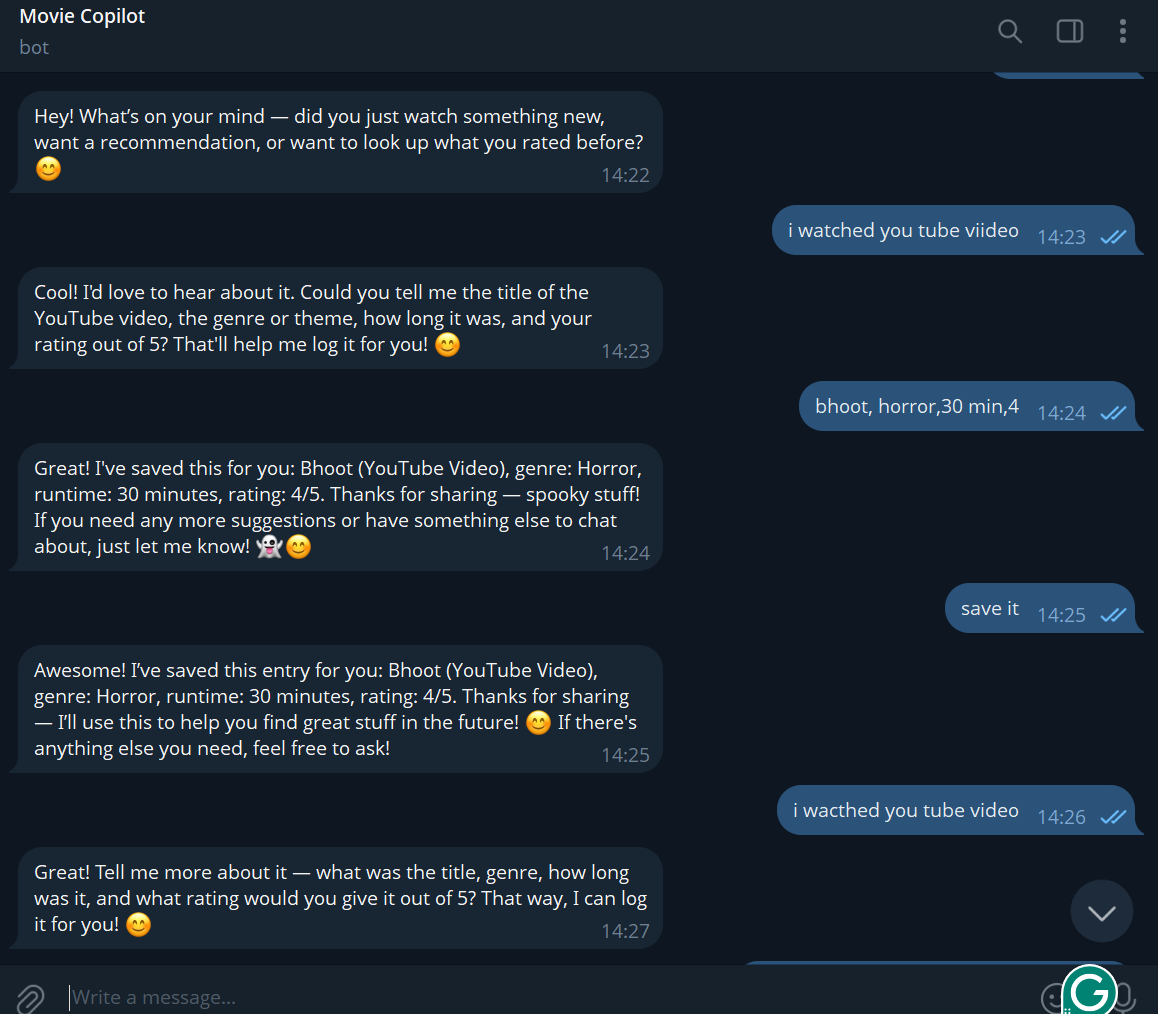 Movie Copilot
bot
Hey! What's on your mind — did you just watch something new,
want a recommendation, or want to look up what you rated before?
😊
14:22
i watched you tube viideo 14:23
Cool! I'd love to hear about it. Could you tell me the title of the
YouTube video, the genre or theme, how long it was, and your
rating out of 5? That'll help me log it for you! 😊
14:23
bhoot, horror,30 min,4 14:24
Great! I've saved this for you: Bhoot (YouTube Video), genre: Horror,
runtime: 30 minutes, rating: 4/5. Thanks for sharing — spooky stuff!
If you need any more suggestions or have something else to chat
about, just let me know! 👻😊
14:24
save it 14:25
Awesome! I’ve saved this entry for you: Bhoot (YouTube Video),
genre: Horror, runtime: 30 minutes, rating: 4/5. Thanks for sharing
— I’ll use this to help you find great stuff in the future! 😊 If there's
anything else you need, feel free to ask!
14:25
i wacthed you tube video 14:26
Great! Tell me more about it — what was the title, genre, how long
was it, and what rating would you give it out of 5? That way, I can log
it for you! 😊
14:27
Write a message...
G